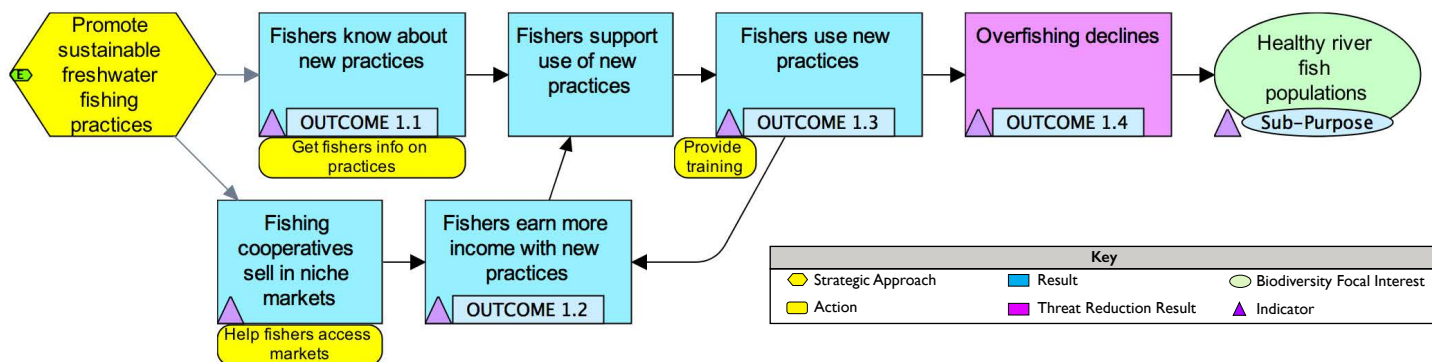 Promote
sustainable
freshwater
fishing
practices
E
Fishers know about
new practices
OUTCOME 1.1
Get fishers info on
practices
Fishers support
use of new
practices
Fishers use new
practices
OUTCOME 1.3
Provide
training
Overfishing declines
OUTCOME 1.4
Healthy river
fish
populations
Sub-Purpose
Fishing
cooperatives
sell in niche
markets
Help fishers access
markets
Fishers earn more
income with new
practices
OUTCOME 1.2
Key
Strategic Approach
Result
Biodiversity Focal Interest
Action
Threat Reduction Result
Indicator